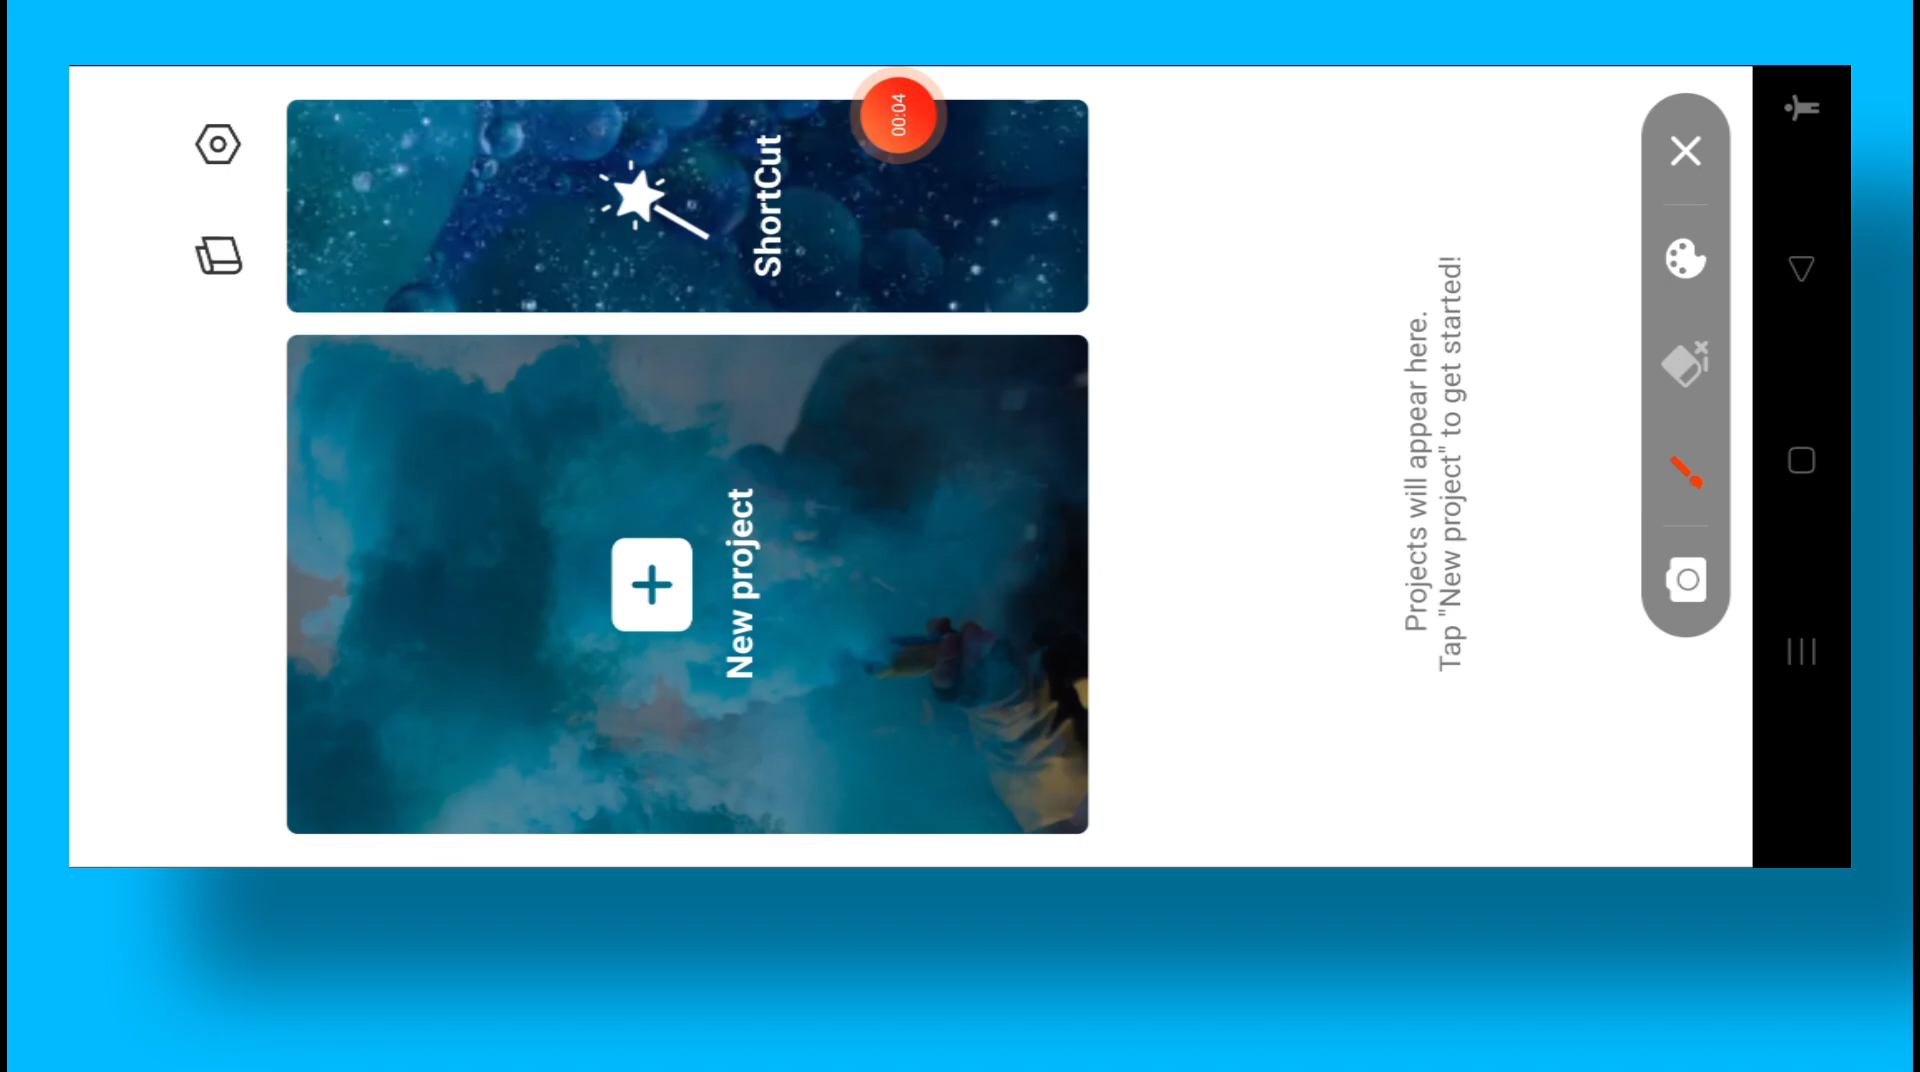 00:04
New project
ShortCut
Projects will appear here.
Tap "New project" to get started!